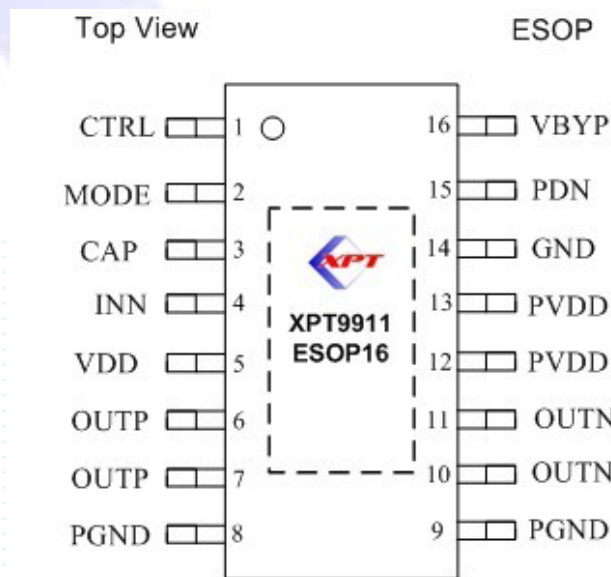 Top View ESOP
CTRL 1 16 VBYP
MODE 2 15 PDN
CAP 3 14 GND
INN 4 13 PVDD
VDD 5 12 PVDD
OUTP 6 11 OUTN
OUTP 7 10 OUTN
PGND 8 9 PGND
XPT
XPT9911
ESOP16